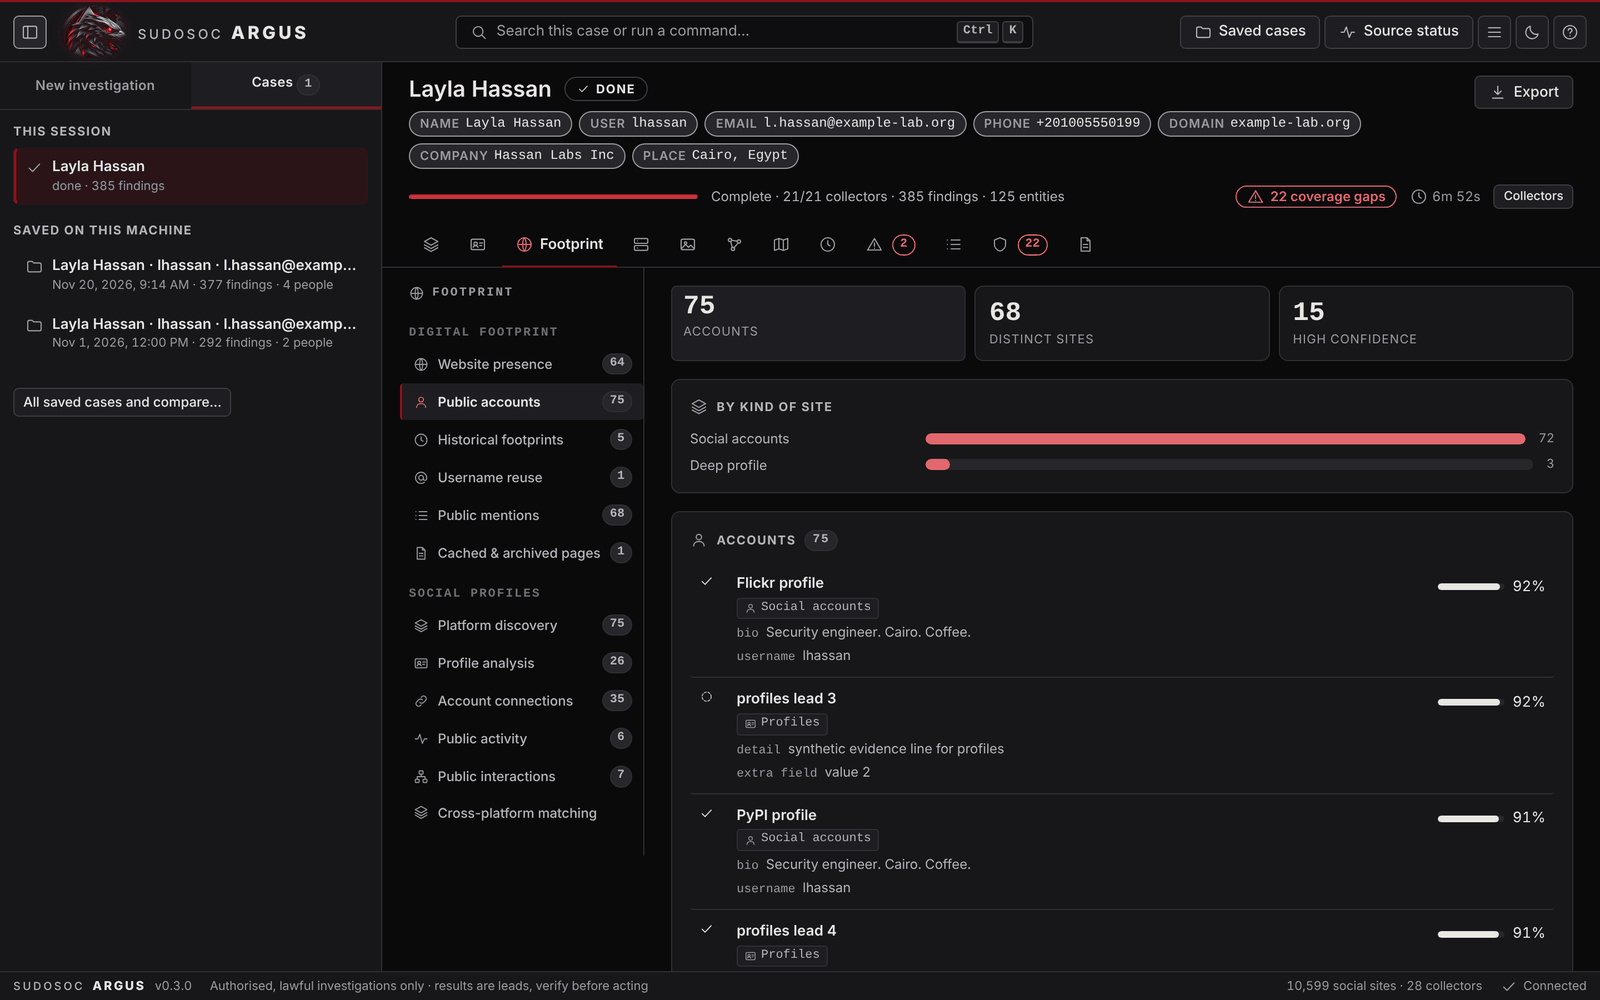 SUDOSOC ARGUS
Search this case or run a command...
Ctrl K
Saved cases
Source status
New investigation
Cases 1
THIS SESSION
Layla Hassan
done · 385 findings
SAVED ON THIS MACHINE
Layla Hassan · lhassan · l.hassan@examp...
Nov 20, 2026, 9:14 AM · 377 findings · 4 people
Layla Hassan · lhassan · l.hassan@examp...
Nov 1, 2026, 12:00 PM · 292 findings · 2 people
All saved cases and compare...
Layla Hassan
DONE
Export
NAME Layla Hassan
USER lhassan
EMAIL l.hassan@example-lab.org
PHONE +201005550199
DOMAIN example-lab.org
COMPANY Hassan Labs Inc
PLACE Cairo, Egypt
Complete · 21/21 collectors · 385 findings · 125 entities
22 coverage gaps
6m 52s
Collectors
Footprint
2
22
FOOTPRINT
DIGITAL FOOTPRINT
Website presence 64
Public accounts 75
Historical footprints 5
Username reuse 1
Public mentions 68
Cached & archived pages 1
SOCIAL PROFILES
Platform discovery 75
Profile analysis 26
Account connections 35
Public activity 6
Public interactions 7
Cross-platform matching
75
ACCOUNTS
68
DISTINCT SITES
15
HIGH CONFIDENCE
BY KIND OF SITE
Social accounts 72
Deep profile 3
ACCOUNTS 75
Flickr profile
92%
Social accounts
bio Security engineer. Cairo. Coffee.
username lhassan
profiles lead 3
92%
Profiles
detail synthetic evidence line for profiles
extra field value 2
PyPI profile
91%
Social accounts
bio Security engineer. Cairo. Coffee.
username lhassan
profiles lead 4
91%
Profiles
SUDOSOC ARGUS v0.3.0
Authorised, lawful investigations only · results are leads, verify before acting
10,599 social sites · 28 collectors
Connected